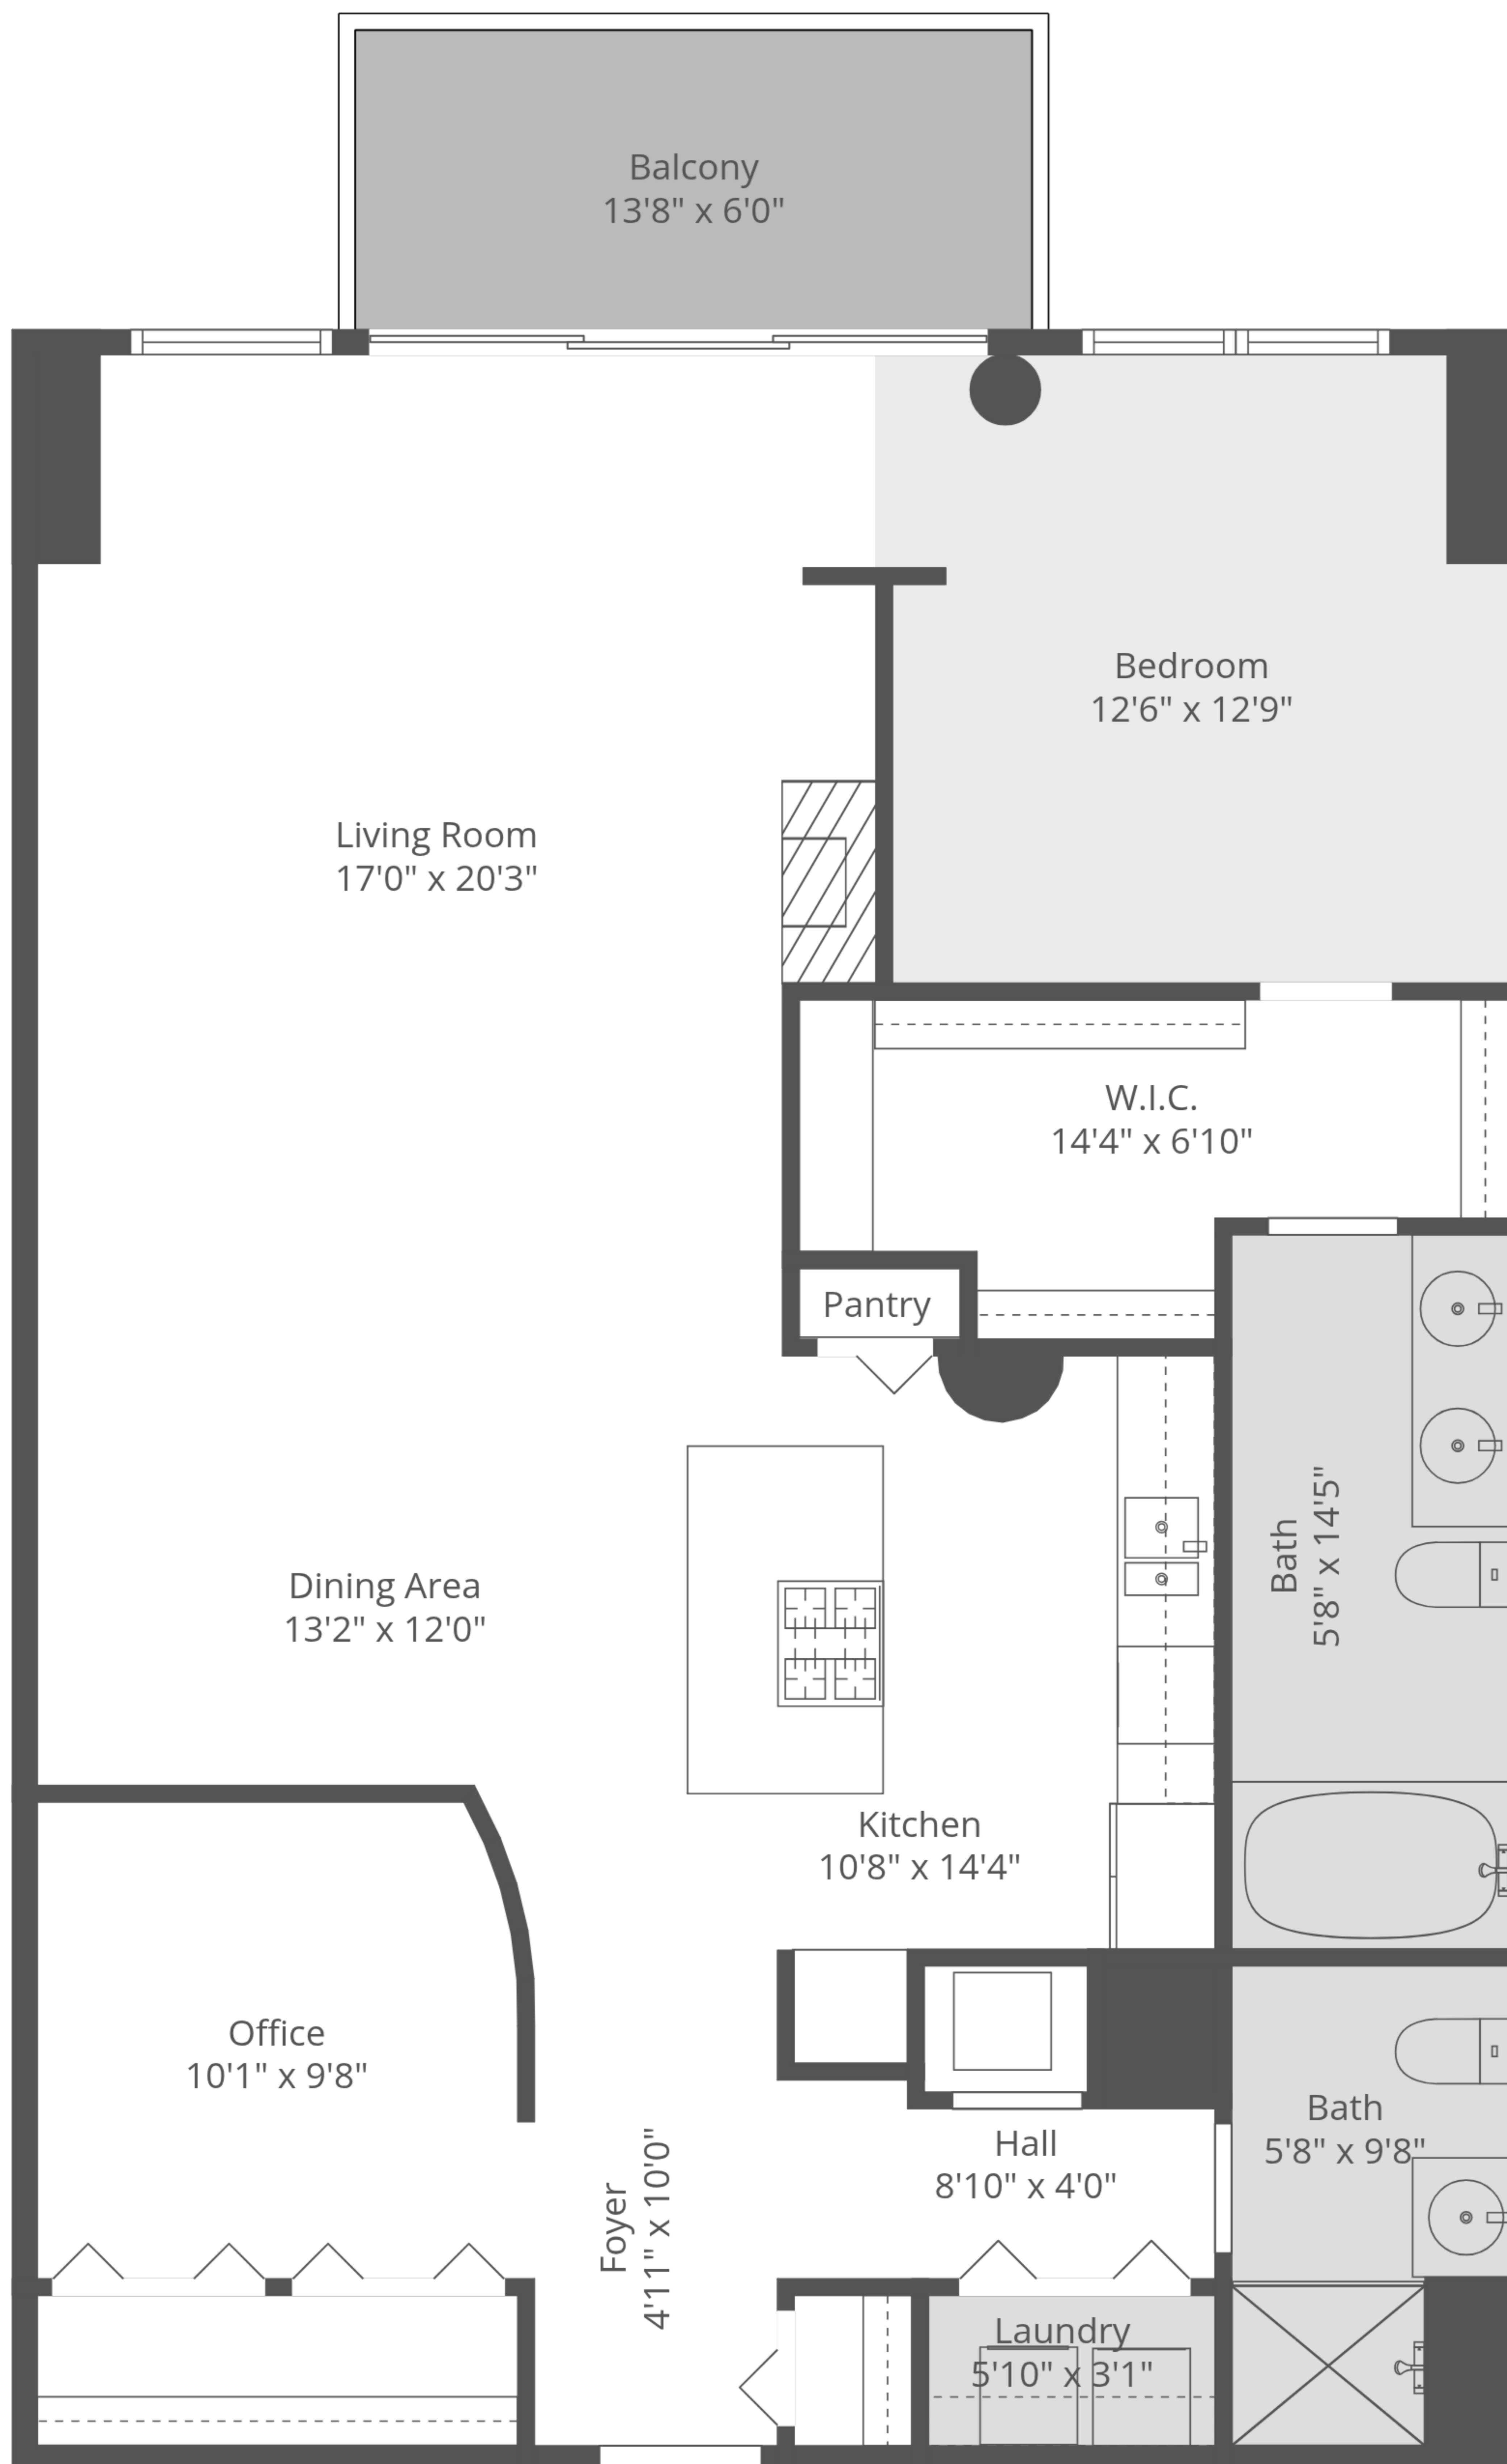 Balcony
13'8" x 6'0"
Bedroom
12'6" x 12'9"
Living Room
17'0" x 20'3"
W.I.C.
14'4" x 6'10"
Pantry
Bath
5'8" x 14'5"
Dining Area
13'2" x 12'0"
Kitchen
10'8" x 14'4"
Office
10'1" x 9'8"
Bath
5'8" x 9'8"
Hall
8'10" x 4'0"
Foyer
4'11" x 10'0"
Laundry
5'10" x 3'1"